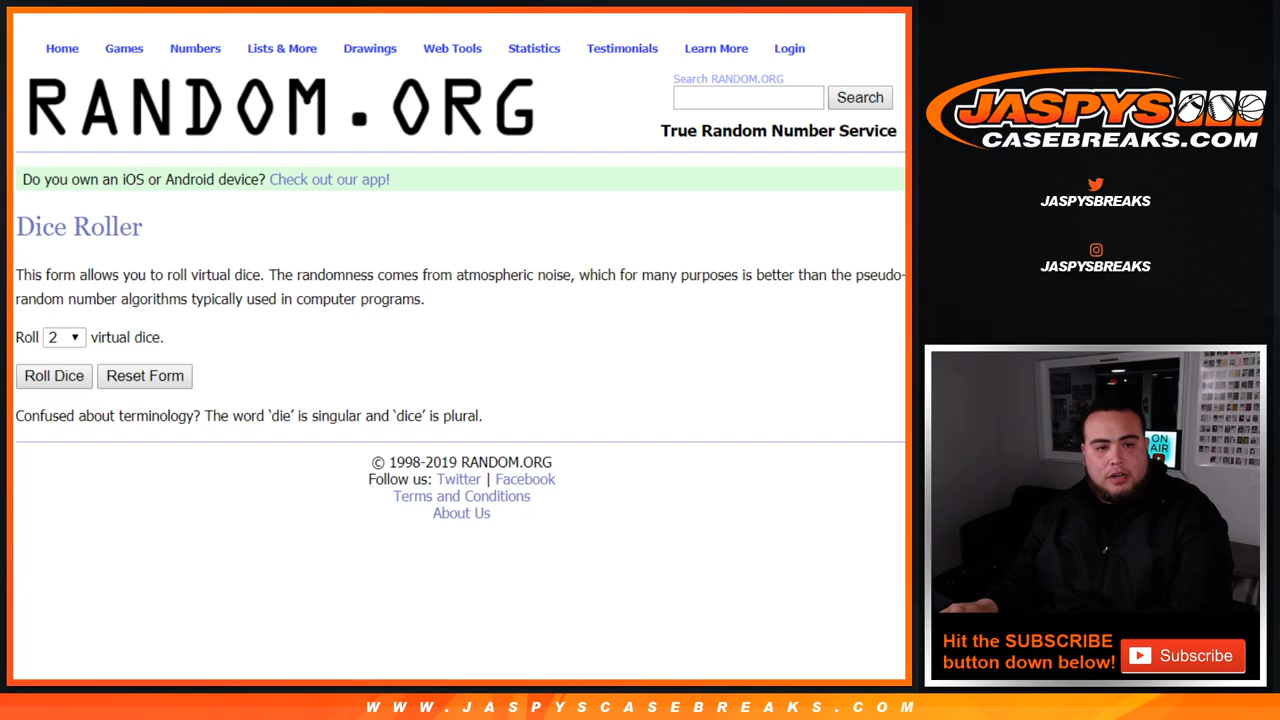 Home Games Numbers Lists & More Drawings Web Tools Statistics Testimonials Learn More Login
RANDOM.ORG
Search RANDOM.ORG
Search
True Random Number Service
Do you own an iOS or Android device? Check out our app!
Dice Roller
This form allows you to roll virtual dice. The randomness comes from atmospheric noise, which for many purposes is better than the pseudo-
random number algorithms typically used in computer programs.
Roll 2 virtual dice.
Roll Dice Reset Form
Confused about terminology? The word ‘die’ is singular and ‘dice’ is plural.
© 1998-2019 RANDOM.ORG
Follow us: Twitter | Facebook
Terms and Conditions
About Us
JASPYS
CASEBREAKS.COM
JASPYSBREAKS
JASPYSBREAKS
ON
AIR
Hit the SUBSCRIBE
button down below!
Subscribe
WWW.JASPYSCASEBREAKS.COM